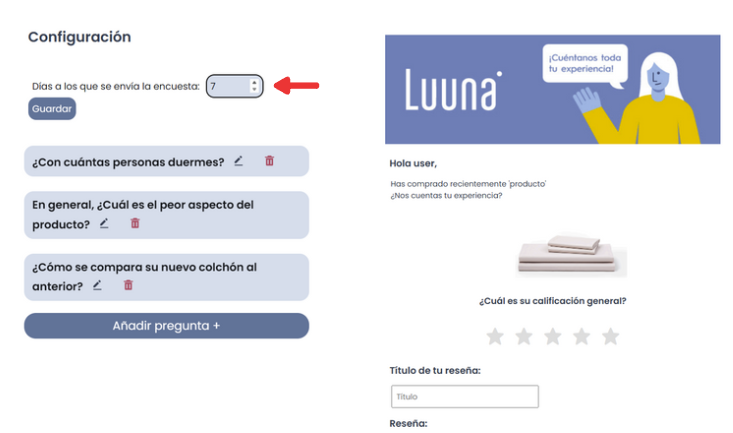 Configuración
Días a los que se envía la encuesta: 7
Guardar
¿Con cuántas personas duermes?
En general, ¿Cuál es el peor aspecto del
producto?
¿Cómo se compara su nuevo colchón al
anterior?
Añadir pregunta +
Luuna
¡Cuéntanos toda
tu experiencia!
Hola user,
Has comprado recientemente 'producto'
¿Nos cuentas tu experiencia?
¿Cuál es su calificación general?
Título de tu reseña:
Título
Reseña: